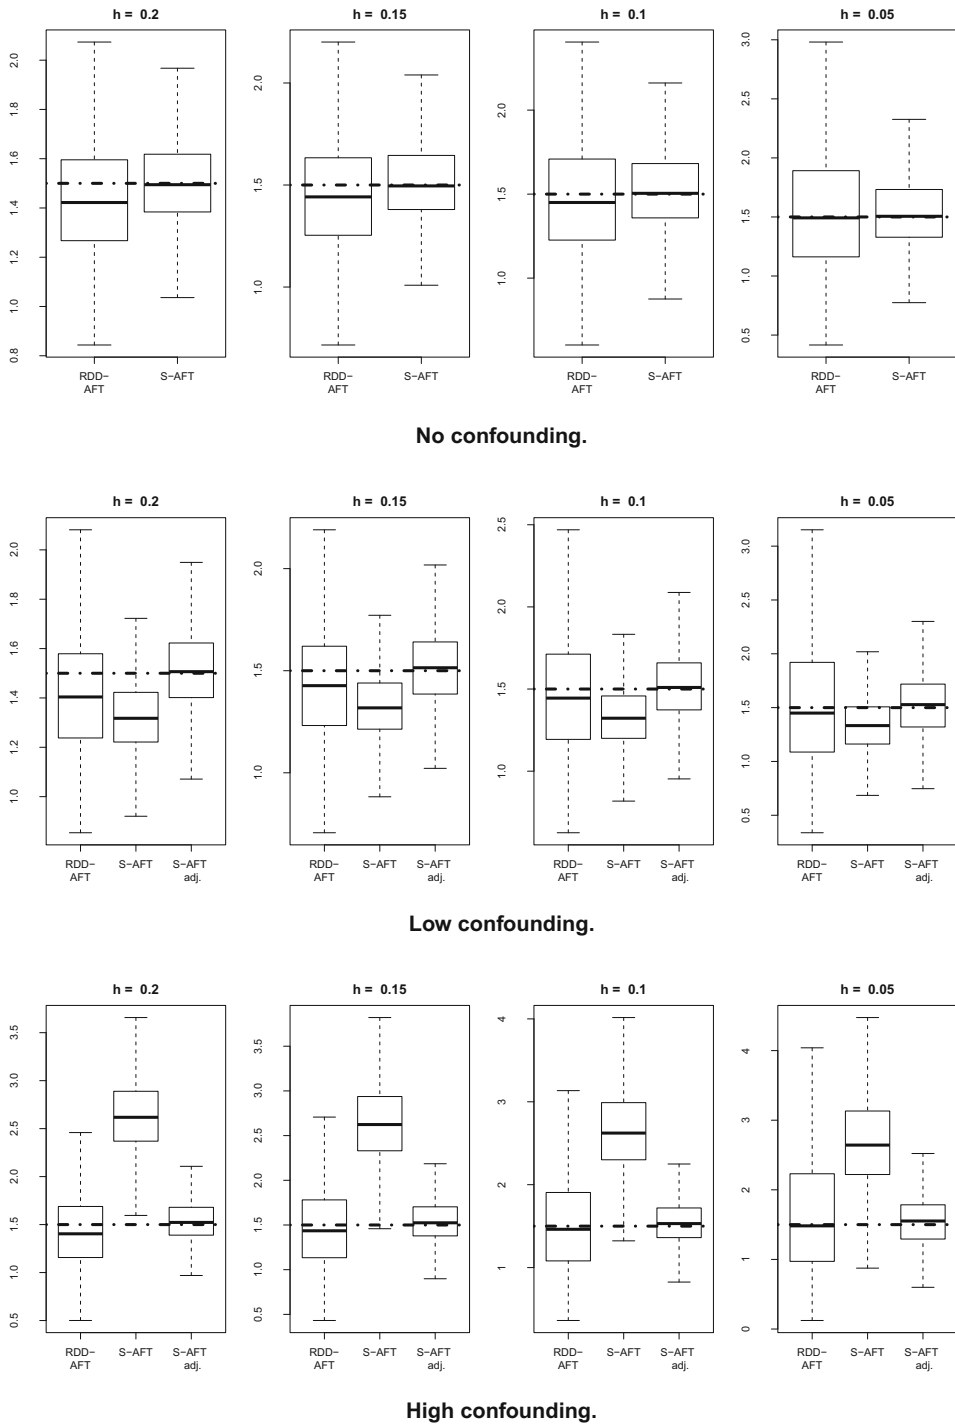 h = 0.2
h = 0.15
h = 0.1
h = 0.05
0.8 1.0 1.2 1.4 1.6 1.8 2.0
1.0 1.5 2.0
1.0 1.5 2.0
0.5 1.0 1.5 2.0 2.5 3.0
RDD−
AFT
S−AFT
RDD−
AFT
S−AFT
RDD−
AFT
S−AFT
RDD−
AFT
S−AFT
No confounding.
h = 0.2
h = 0.15
h = 0.1
h = 0.05
1.0 1.2 1.4 1.6 1.8 2.0
1.0 1.5 2.0
1.0 1.5 2.0 2.5
0.5 1.0 1.5 2.0 2.5 3.0
RDD−
AFT
S−AFT
S−AFT
adj.
RDD−
AFT
S−AFT
S−AFT
adj.
RDD−
AFT
S−AFT
S−AFT
adj.
RDD−
AFT
S−AFT
S−AFT
adj.
Low confounding.
h = 0.2
h = 0.15
h = 0.1
h = 0.05
0.5 1.0 1.5 2.0 2.5 3.0 3.5
0.5 1.0 1.5 2.0 2.5 3.0 3.5
1 2 3 4
0 1 2 3 4
RDD−
AFT
S−AFT
S−AFT
adj.
RDD−
AFT
S−AFT
S−AFT
adj.
RDD−
AFT
S−AFT
S−AFT
adj.
RDD−
AFT
S−AFT
S−AFT
adj.
High confounding.